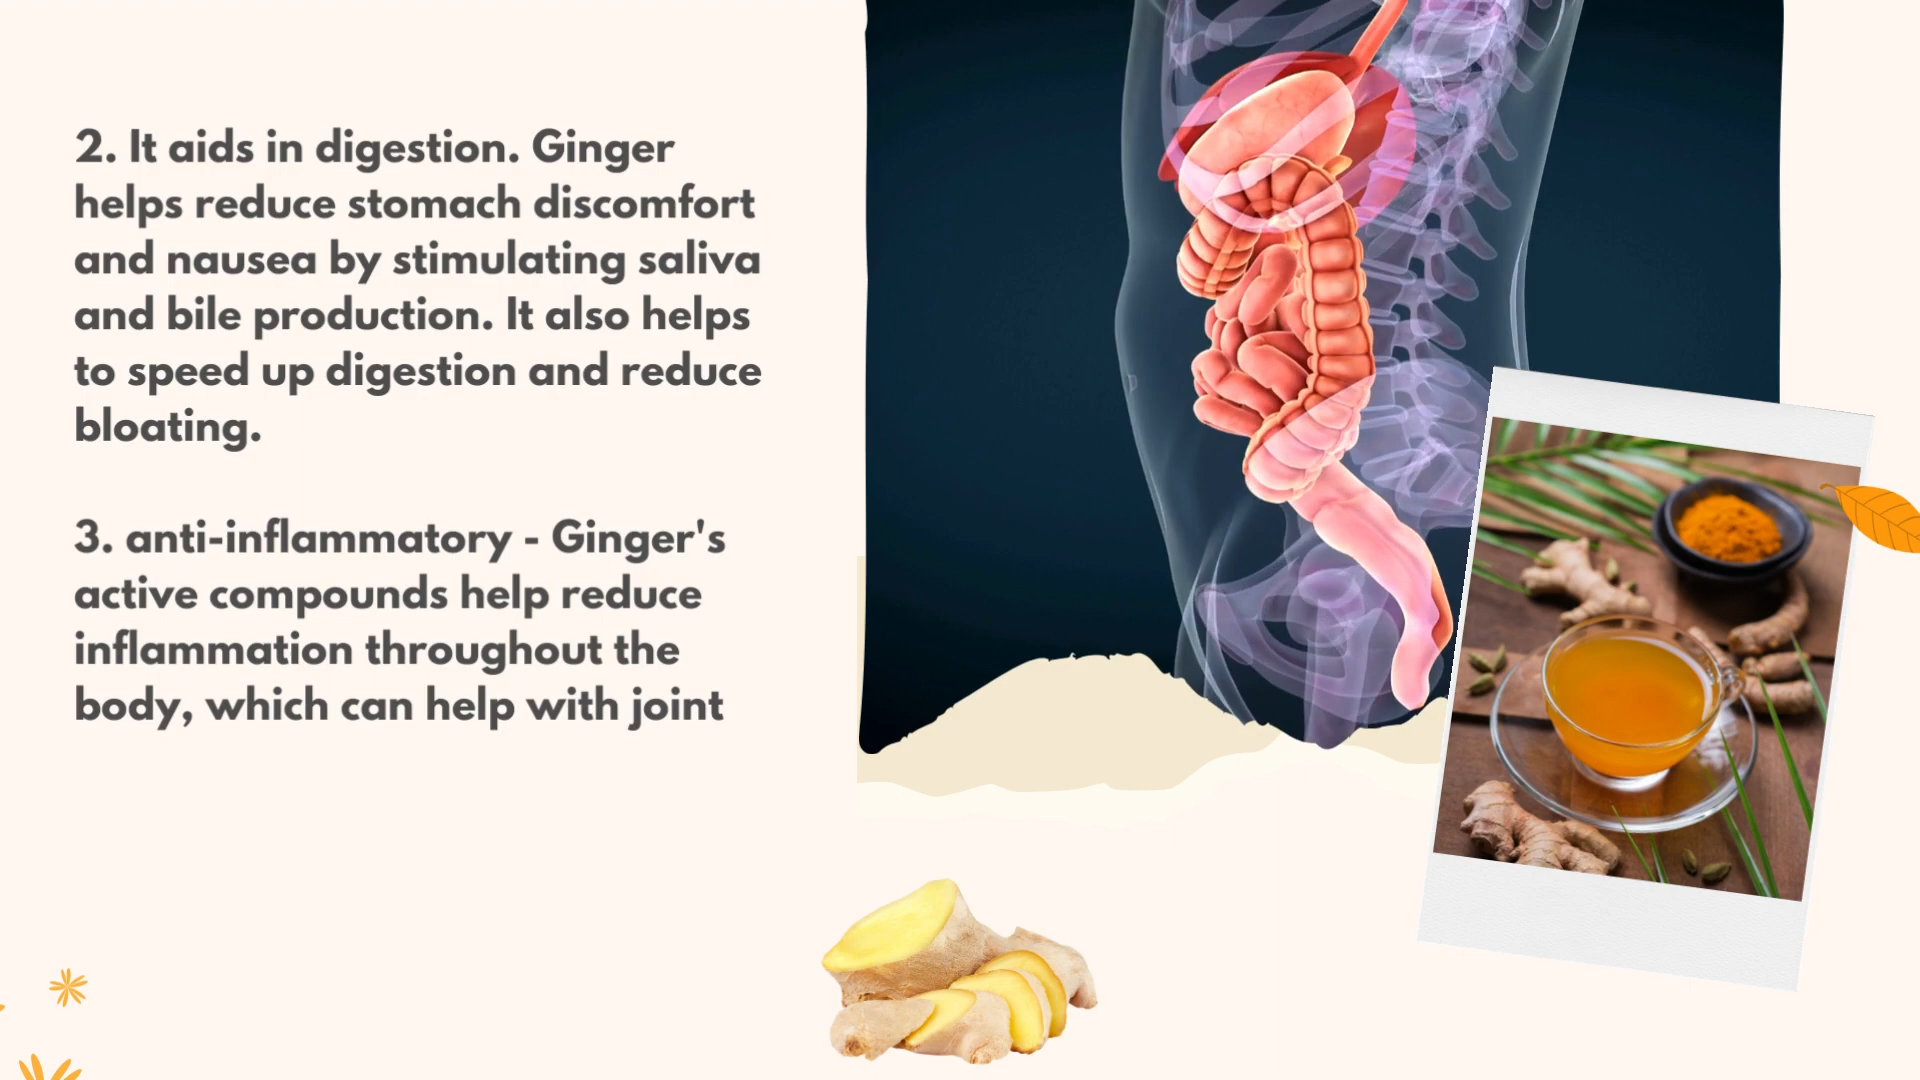 2. It aids in digestion. Ginger
helps reduce stomach discomfort
and nausea by stimulating saliva
and bile production. It also helps
to speed up digestion and reduce
bloating.
3. anti-inflammatory - Ginger's
active compounds help reduce
inflammation throughout the
body, which can help with joint